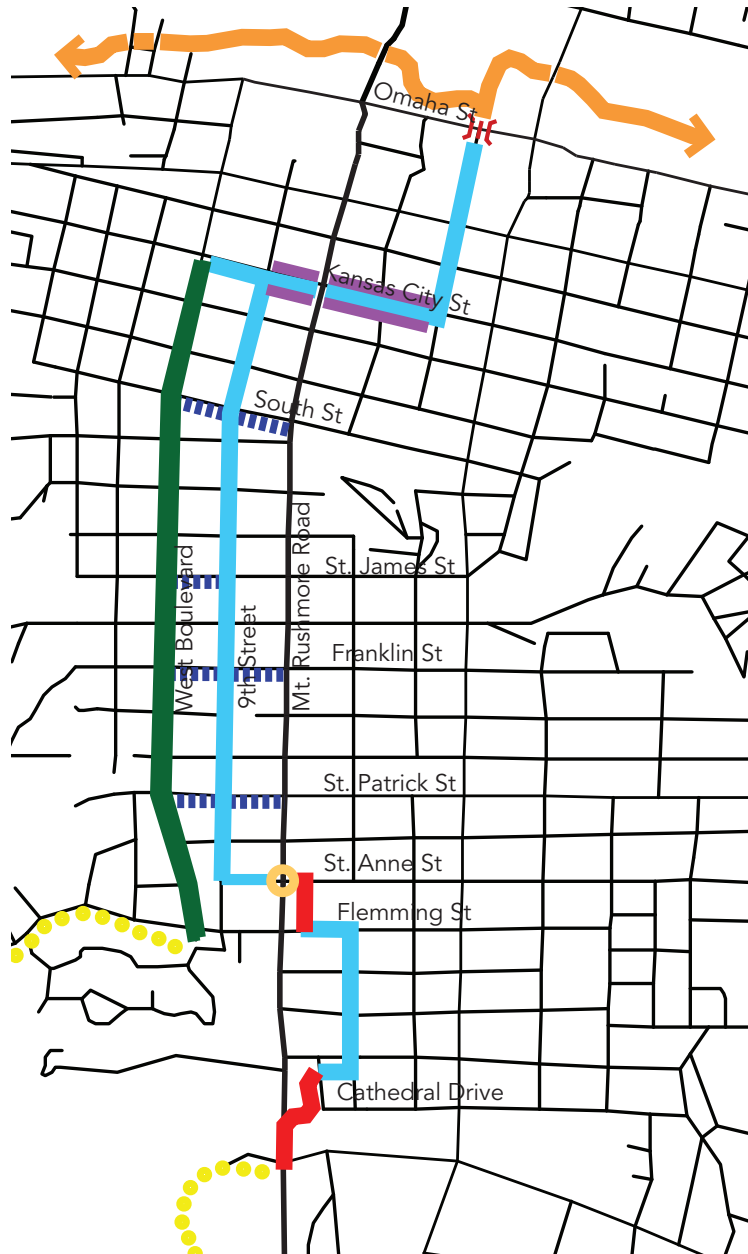 Omaha St
Kansas City St
South St
St. James St
West Boulevard
9th Street
Mt. Rushmore Road
Franklin St
St. Patrick St
St. Anne St
Flemming St
Cathedral Drive